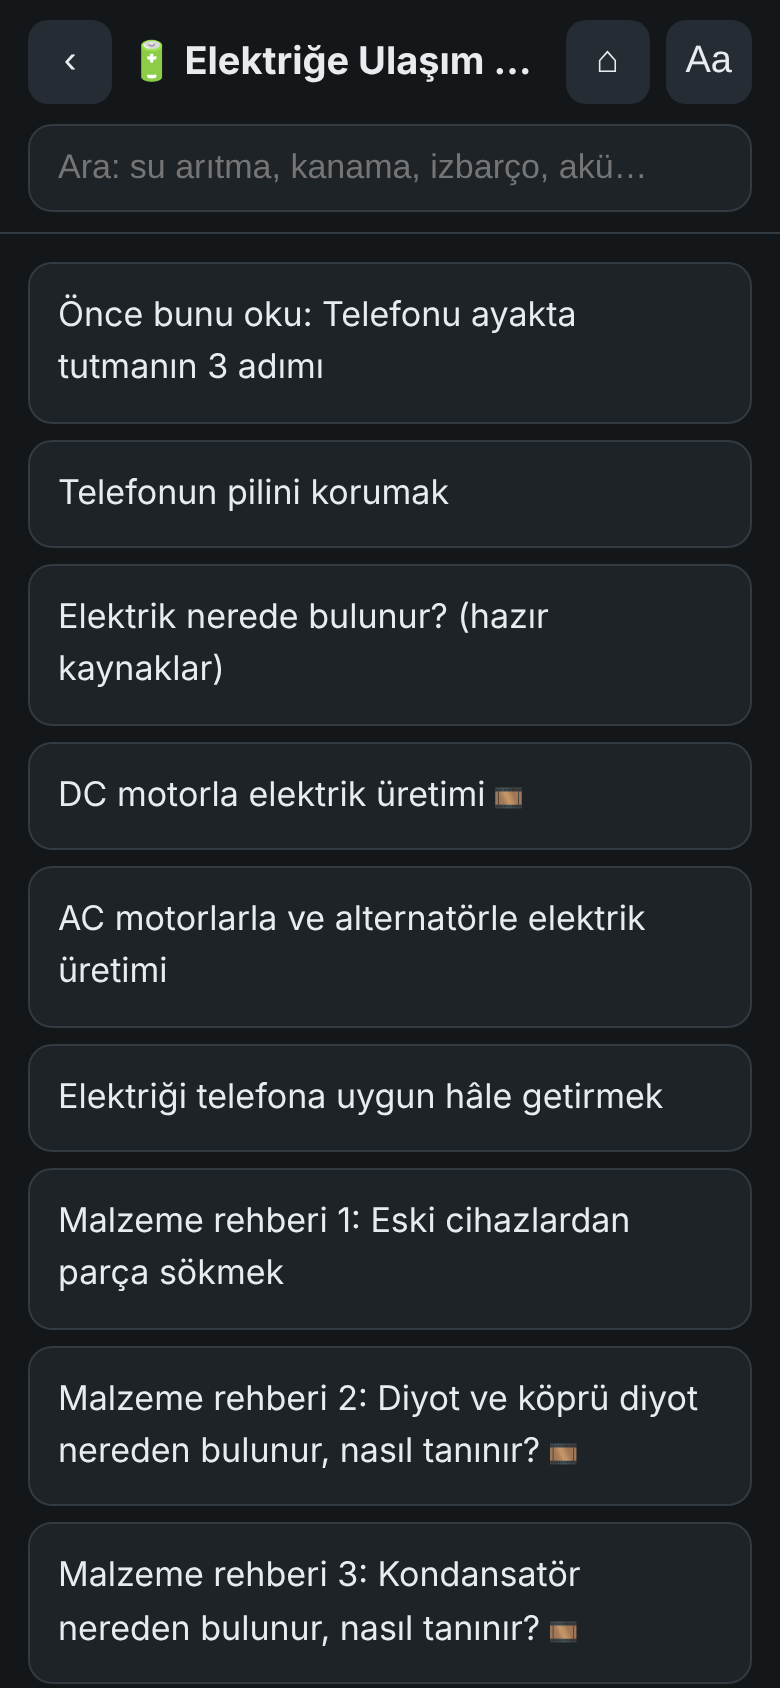 ‹
🔋 Elektriğe Ulaşım ...
⌂
Aa
Ara: su arıtma, kanama, izbarço, akü...
Önce bunu oku: Telefonu ayakta
tutmanın 3 adımı
Telefonun pilini korumak
Elektrik nerede bulunur? (hazır
kaynaklar)
DC motorla elektrik üretimi 🎞️
AC motorlarla ve alternatörle elektrik
üretimi
Elektriği telefona uygun hâle getirmek
Malzeme rehberi 1: Eski cihazlardan
parça sökmek
Malzeme rehberi 2: Diyot ve köprü diyot
nereden bulunur, nasıl tanınır? 🎞️
Malzeme rehberi 3: Kondansatör
nereden bulunur, nasıl tanınır? 🎞️